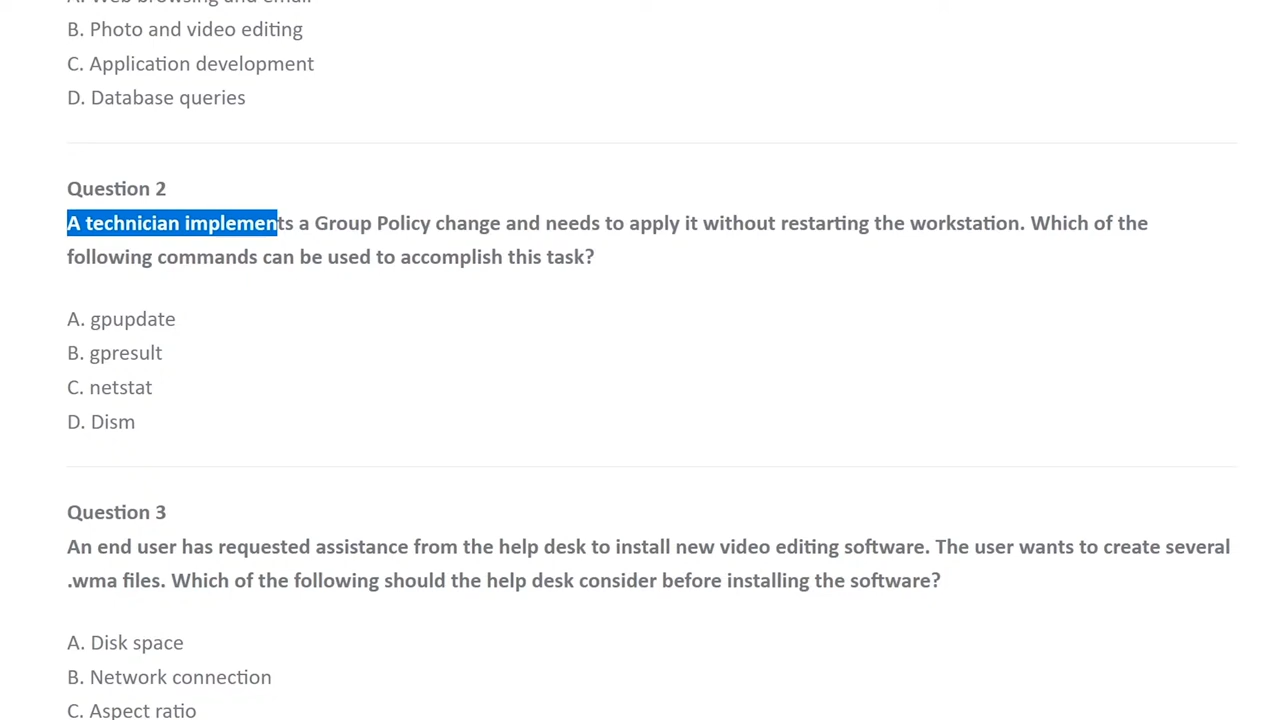 A. Web browsing and email
B. Photo and video editing
C. Application development
D. Database queries
Question 2
A technician implements a Group Policy change and needs to apply it without restarting the workstation. Which of the
following commands can be used to accomplish this task?
A. gpupdate
B. gpresult
C. netstat
D. Dism
Question 3
An end user has requested assistance from the help desk to install new video editing software. The user wants to create several
.wma files. Which of the following should the help desk consider before installing the software?
A. Disk space
B. Network connection
C. Aspect ratio